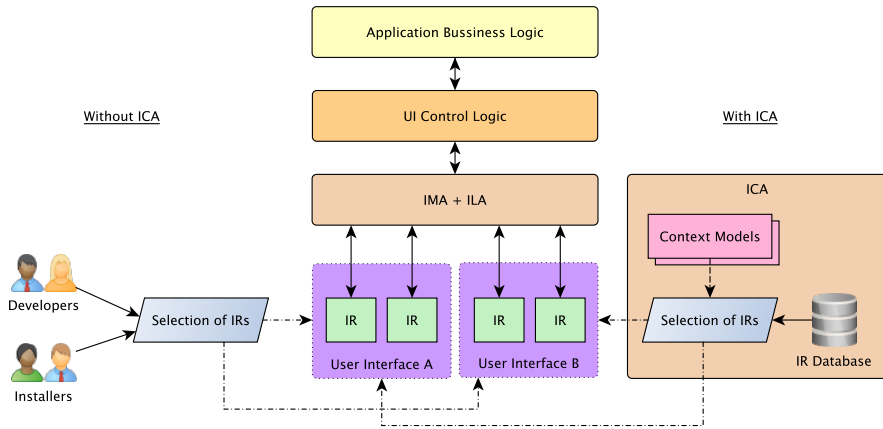 Application Bussiness Logic
Without ICA
UI Control Logic
With ICA
IMA + ILA
ICA
Context Models
Developers
Selection of IRs
IR
IR
IR
IR
Selection of IRs
User Interface A
User Interface B
IR Database
Installers